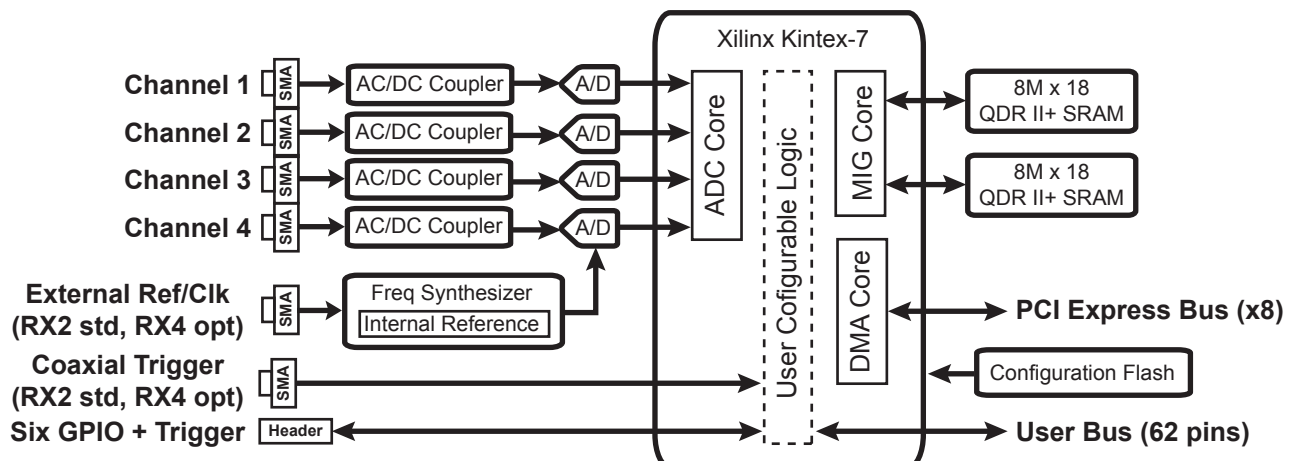 Xilinx Kintex-7
Channel 1
SMA
AC/DC Coupler
A/D
Channel 2
SMA
AC/DC Coupler
A/D
Channel 3
SMA
AC/DC Coupler
A/D
Channel 4
SMA
AC/DC Coupler
A/D
ADC Core
User Cofigurable Logic
MIG Core
8M x 18
QDR II+ SRAM
8M x 18
QDR II+ SRAM
External Ref/Clk
(RX2 std, RX4 opt)
SMA
Freq Synthesizer
Internal Reference
DMA Core
PCI Express Bus (x8)
Coaxial Trigger
(RX2 std, RX4 opt)
SMA
Configuration Flash
Six GPIO + Trigger
Header
User Bus (62 pins)